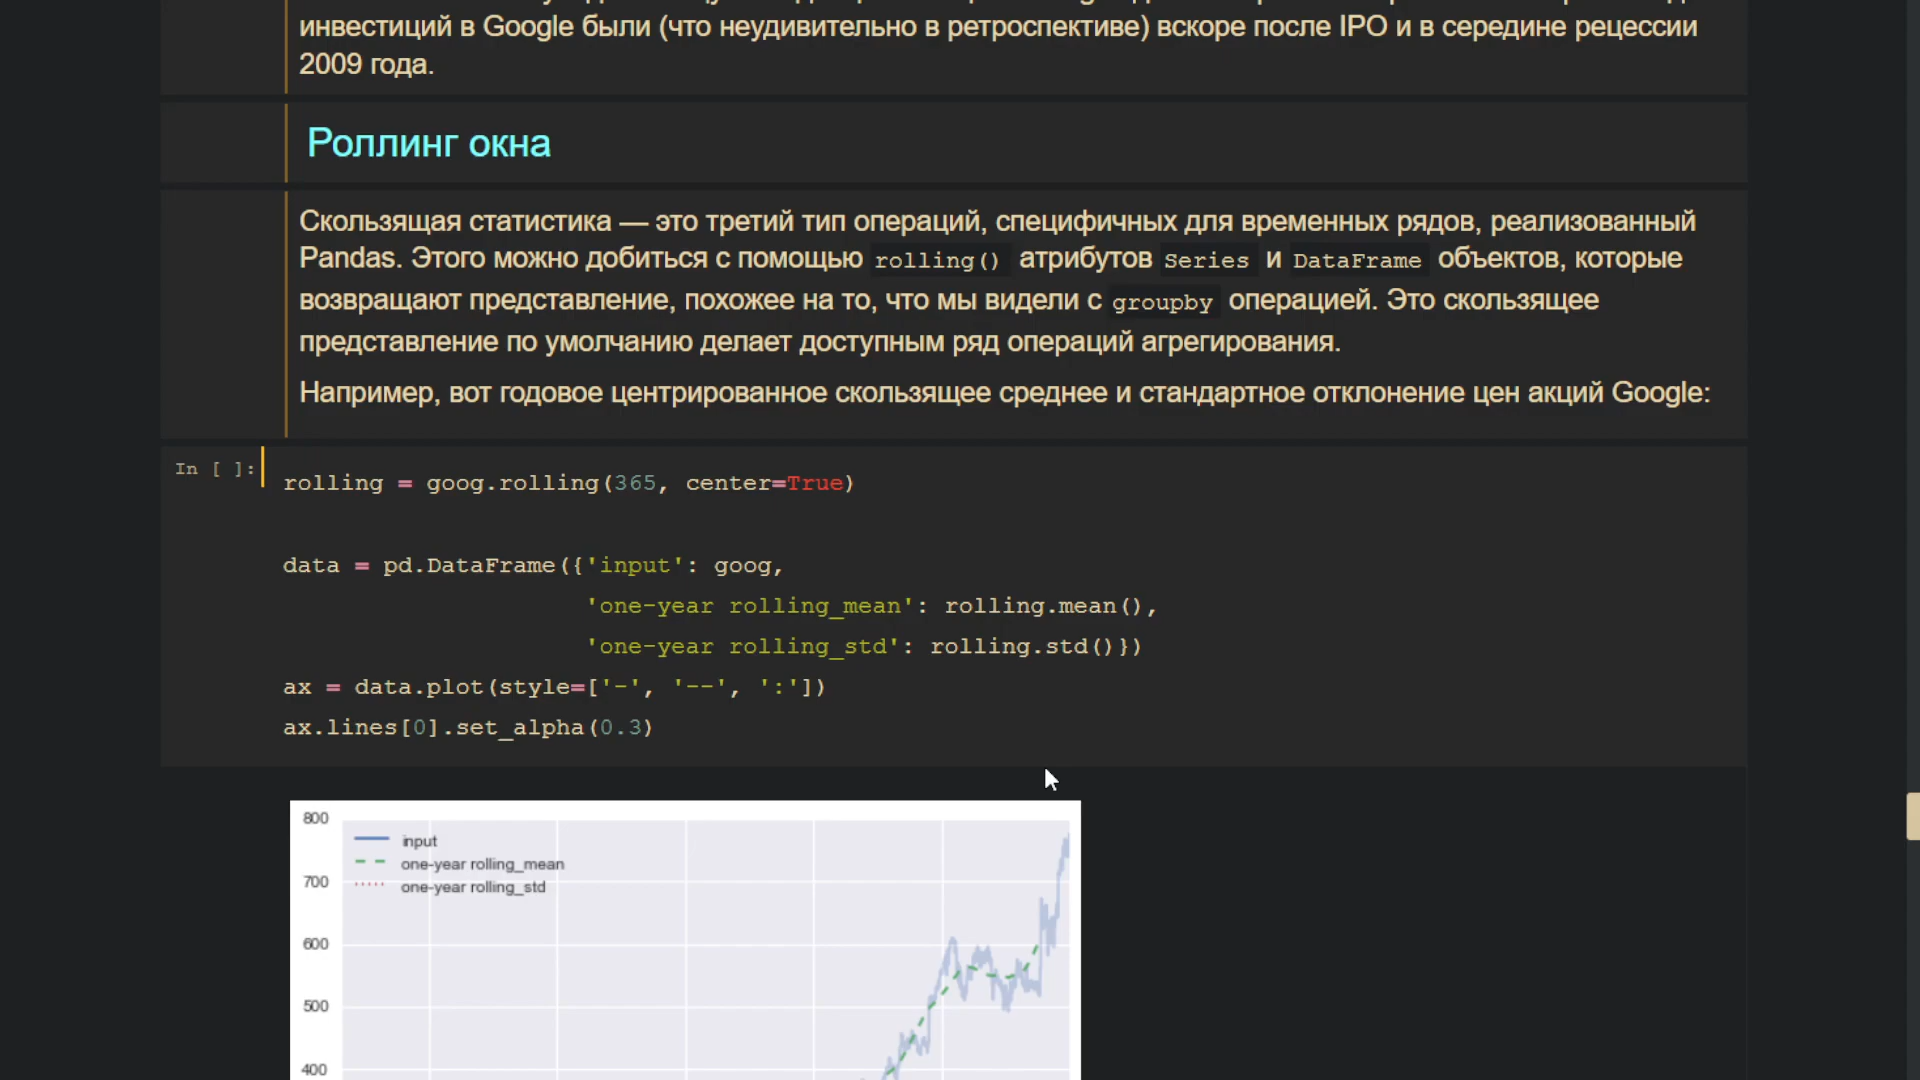 инвестиций в Google были (что неудивительно в ретроспективе) вскоре после IPO и в середине рецессии
2009 года.
Роллинг окна
Скользящая статистика — это третий тип операций, специфичных для временных рядов, реализованный
Pandas. Этого можно добиться с помощью rolling() атрибутов Series и DataFrame объектов, которые
возвращают представление, похожее на то, что мы видели с groupby операцией. Это скользящее
представление по умолчанию делает доступным ряд операций агрегирования.
Например, вот годовое центрированное скользящее среднее и стандартное отклонение цен акций Google:
In [ ]:
rolling = goog.rolling(365, center=True)
data = pd.DataFrame({'input': goog,
'one-year rolling_mean': rolling.mean(),
'one-year rolling_std': rolling.std()})
ax = data.plot(style=['-', '--', ':'])
ax.lines[0].set_alpha(0.3)
800
input
one-year rolling_mean
700
one-year rolling_std
600
500
400